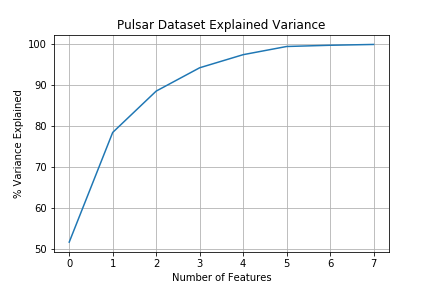 Pulsar Dataset Explained Variance
100
90
80
70
60
50
% Variance Explained
0 1 2 3 4 5 6 7
Number of Features